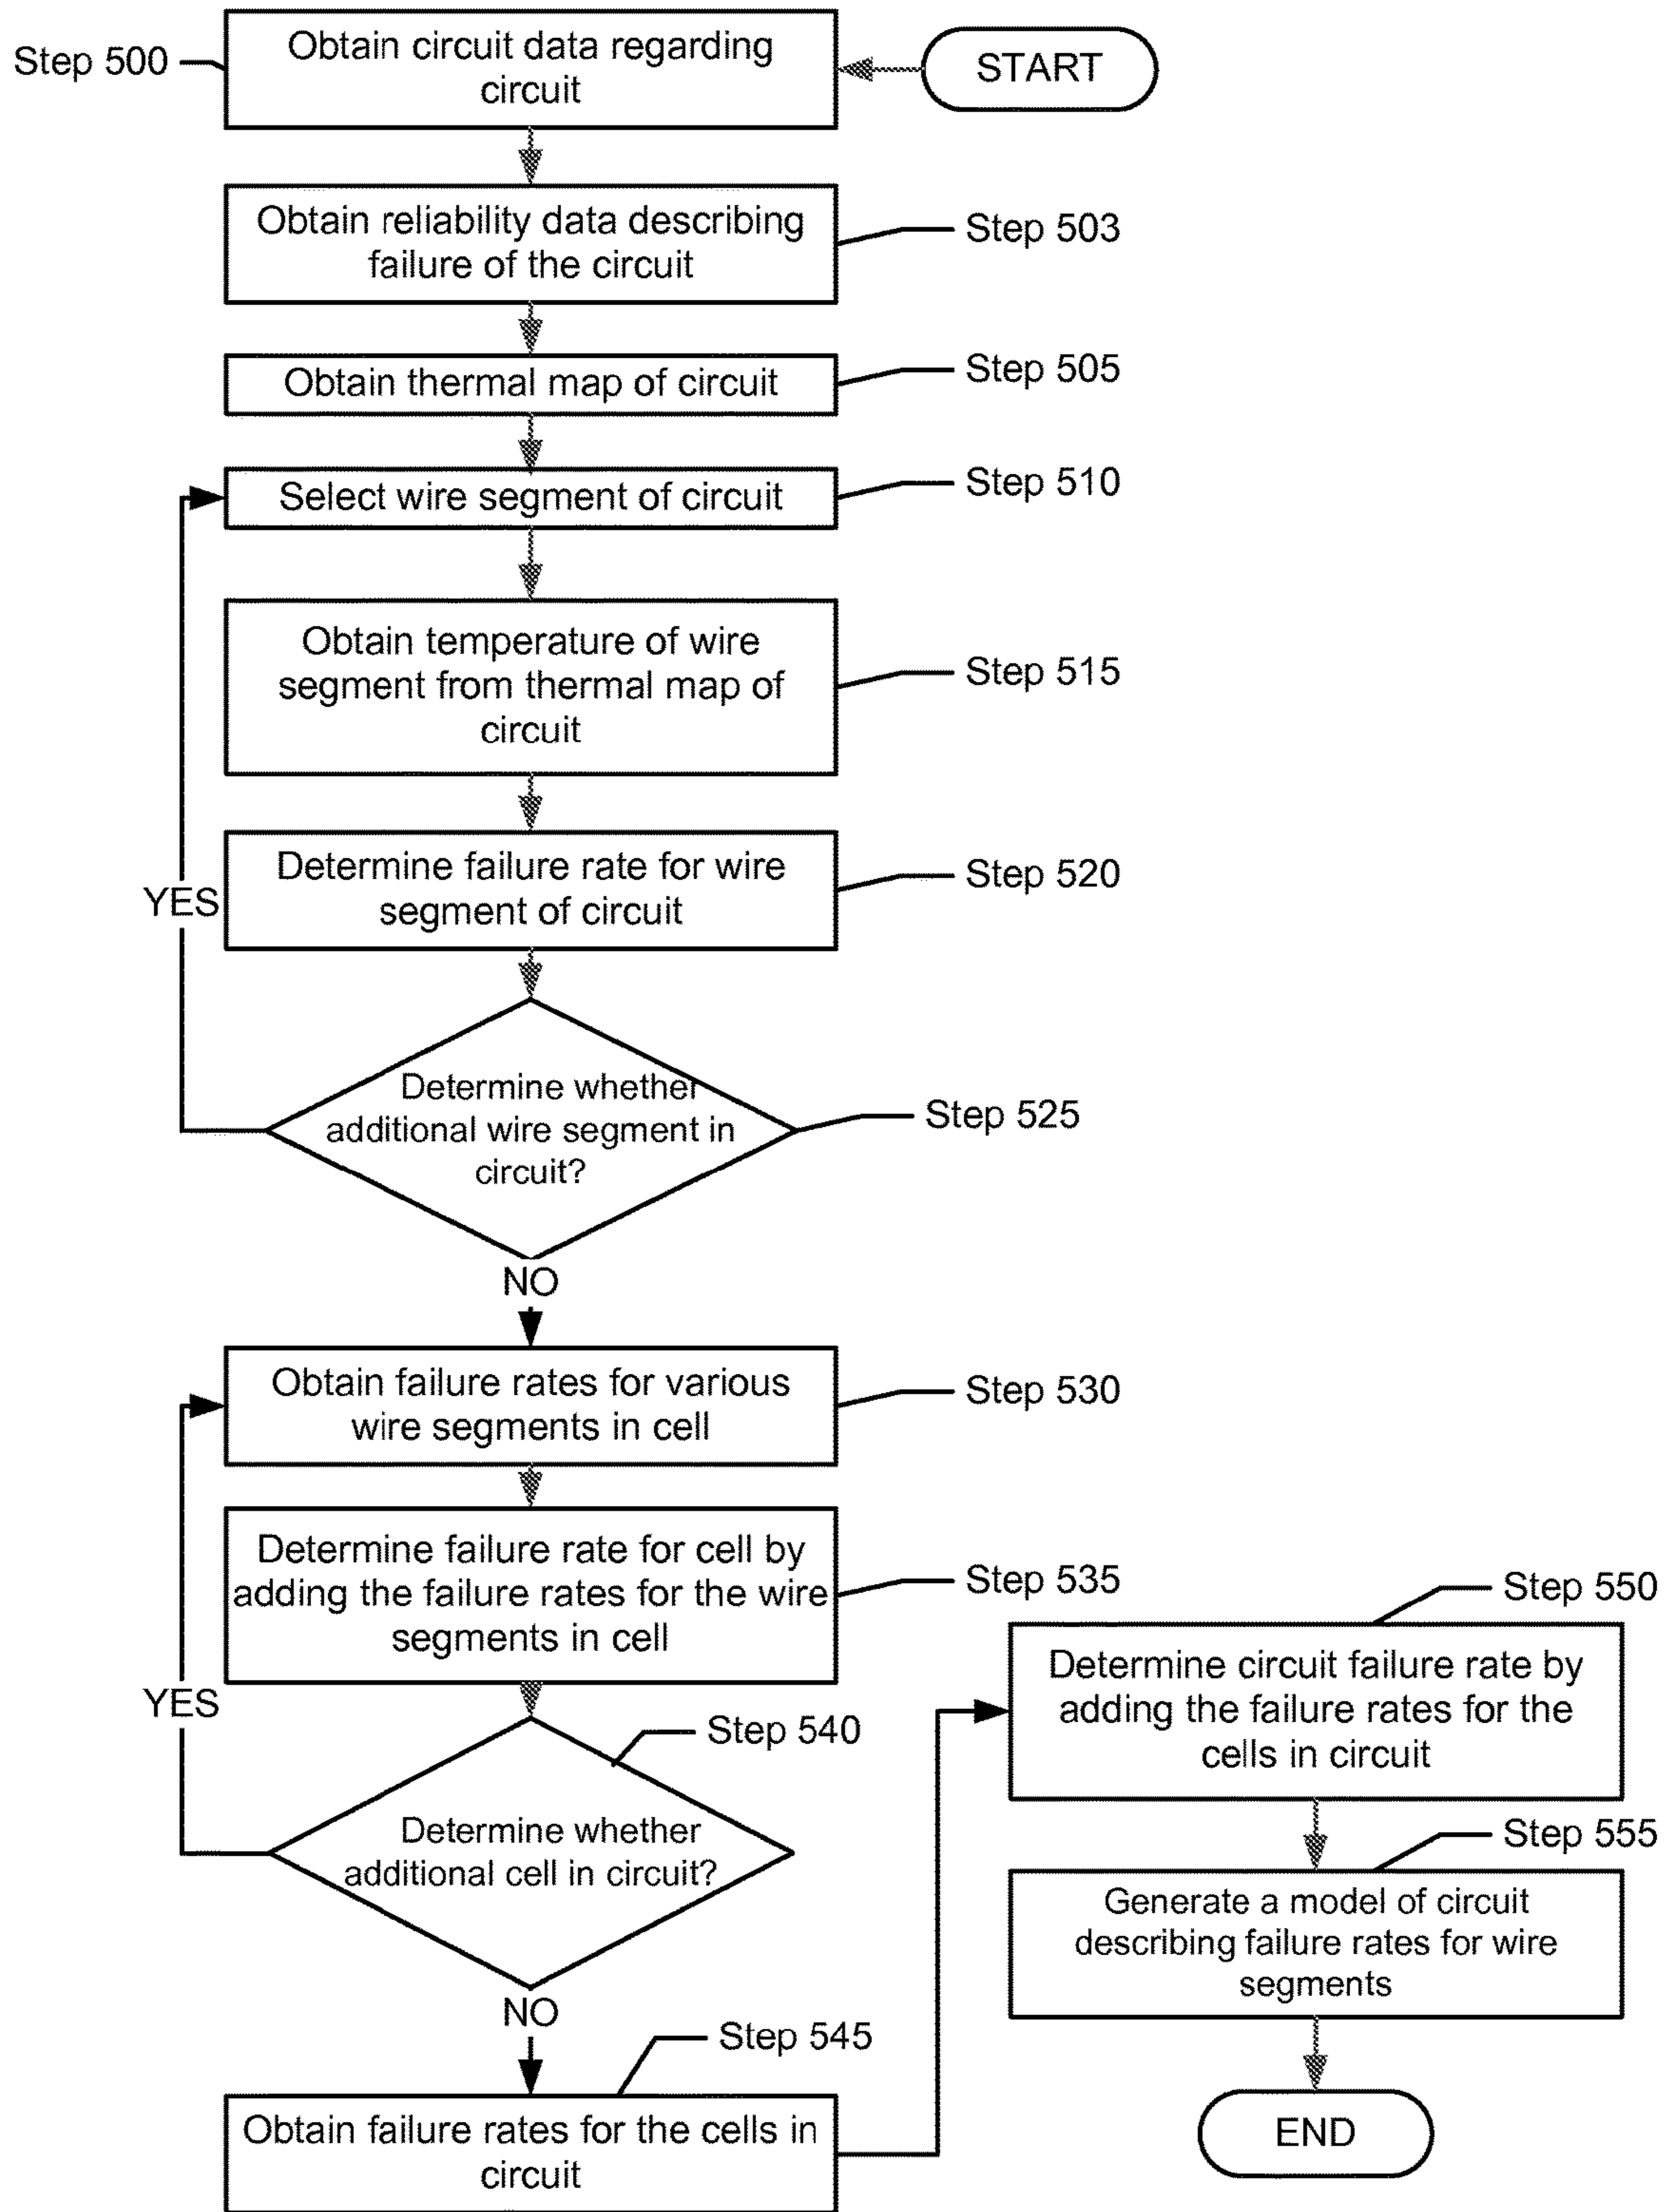 START
Step 500
Obtain circuit data regarding
circuit
Obtain reliability data describing
failure of the circuit
Step 503
Obtain thermal map of circuit
Step 505
Select wire segment of circuit
Step 510
Obtain temperature of wire
segment from thermal map of
circuit
Step 515
Determine failure rate for wire
segment of circuit
Step 520
YES
Determine whether
additional wire segment in
circuit?
Step 525
NO
Obtain failure rates for various
wire segments in cell
Step 530
Determine failure rate for cell by
adding the failure rates for the wire
segments in cell
Step 535
YES
Step 540
Determine whether
additional cell in circuit?
NO
Step 545
Obtain failure rates for the cells in
circuit
Step 550
Determine circuit failure rate by
adding the failure rates for the
cells in circuit
Step 555
Generate a model of circuit
describing failure rates for wire
segments
END